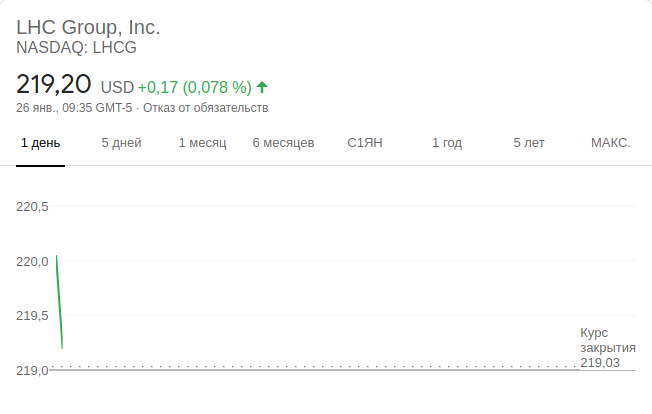 LHC Group, Inc.
NASDAQ: LHCG
219,20 USD +0,17 (0,078 %)
26 янв., 09:35 GMT-5 · Отказ от обязательств
1 день 5 дней 1 месяц 6 месяцев С1ЯН 1 год 5 лет МАКС.
220,5
220,0
219,5
219,0
Курс
закрытия
219,03